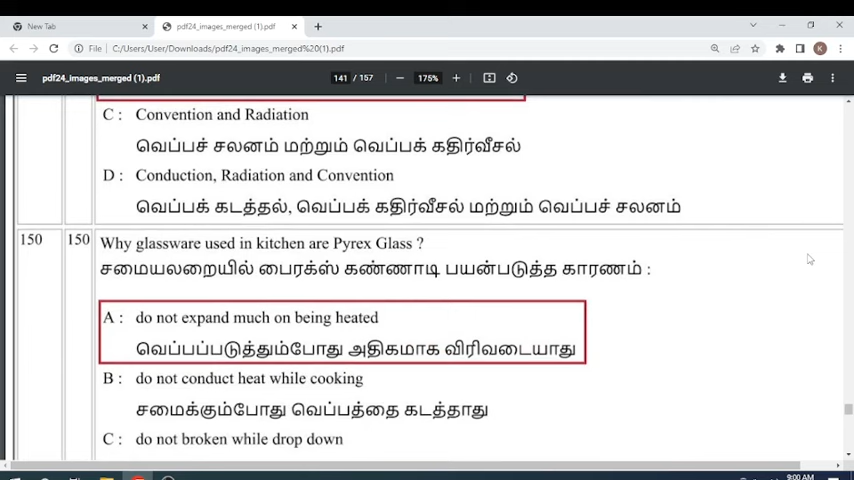 New Tab
pdf24_images_merged (1).pdf
File
C:/Users/User/Downloads/pdf24_images_merged%20(1).pdf
K
pdf24_images_merged (1).pdf
141 / 157
175%
C : Convention and Radiation
வெப்பச் சலனம் மற்றும் வெப்பக் கதிர்வீசல்
D : Conduction, Radiation and Convention
வெப்பக் கடத்தல், வெப்பக் கதிர்வீசல் மற்றும் வெப்பச் சலனம்
150 150 Why glassware used in kitchen are Pyrex Glass ?
சமையலறையில் பைரக்ஸ் கண்ணாடி பயன்படுத்த காரணம் :
A : do not expand much on being heated
வெப்பப்படுத்தும்போது அதிகமாக விரிவடையாது
B : do not conduct heat while cooking
சமைக்கும்போது வெப்பத்தை கடத்தாது
C : do not broken while drop down
9:00 AM